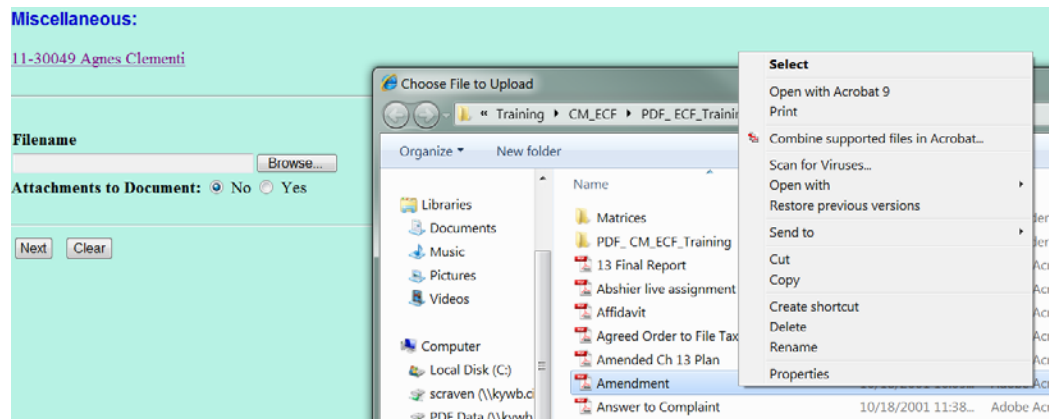 Miscellaneous:
11-30049 Agnes Clementi
Filename
Browse...
Attachments to Document: No Yes
Next Clear
Choose File to Upload
« Training CM_ECF PDF_ ECF_Trainin
Organize New folder
Libraries
Documents
Music
Pictures
Videos
Computer
Local Disk (C:)
scraven (\\kywb.ci
PDF Data (\\kywb
Name
Matrices
PDF_ CM_ECF_Training
13 Final Report
Abshier live assignment
Affidavit
Agreed Order to File Tax
Amended Ch 13 Plan
Amendment
Answer to Complaint 10/18/2001 11:38... Adobe Acr
Select
Open with Acrobat 9
Print
Combine supported files in Acrobat...
Scan for Viruses...
Open with
Restore previous versions
Send to
Cut
Copy
Create shortcut
Delete
Rename
Properties